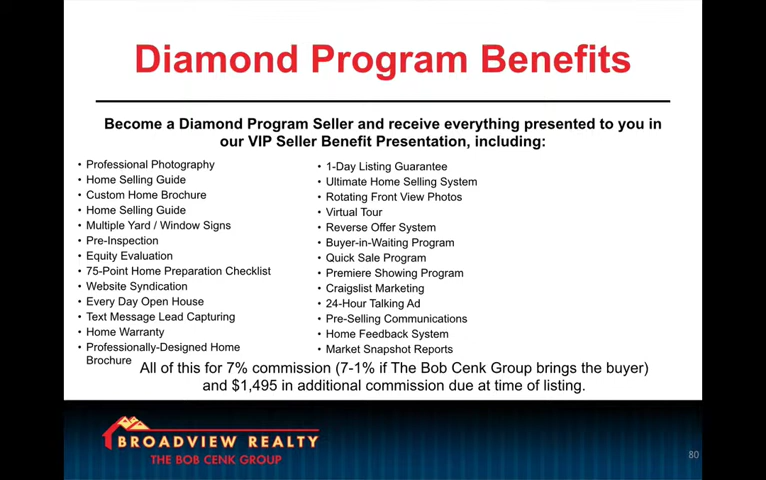 Diamond Program Benefits
Become a Diamond Program Seller and receive everything presented to you in
our VIP Seller Benefit Presentation, including:
• Professional Photography
• Home Selling Guide
• Custom Home Brochure
• Home Selling Guide
• Multiple Yard / Window Signs
• Pre-Inspection
• Equity Evaluation
• 75-Point Home Preparation Checklist
• Website Syndication
• Every Day Open House
• Text Message Lead Capturing
• Home Warranty
• Professionally-Designed Home
Brochure
• 1-Day Listing Guarantee
• Ultimate Home Selling System
• Rotating Front View Photos
• Virtual Tour
• Reverse Offer System
• Buyer-in-Waiting Program
• Quick Sale Program
• Premiere Showing Program
• Craigslist Marketing
• 24-Hour Talking Ad
• Pre-Selling Communications
• Home Feedback System
• Market Snapshot Reports
All of this for 7% commission (7-1% if The Bob Cenk Group brings the buyer)
and $1,495 in additional commission due at time of listing.
BROADVIEW REALTY
THE BOB CENK GROUP
80